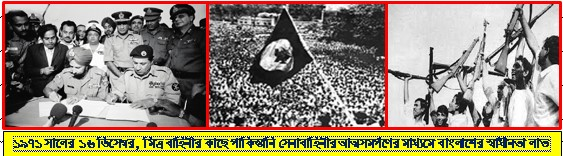 ১৯৭১ সালের ১৬ ডিসেম্বর, মিত্র বাহিনীর কাছে পাকিস্তানি সেনাবাহিনীর আত্মসমর্পণের মাধ্যমে বাংলাদেশের স্বাধীনতা লাভ